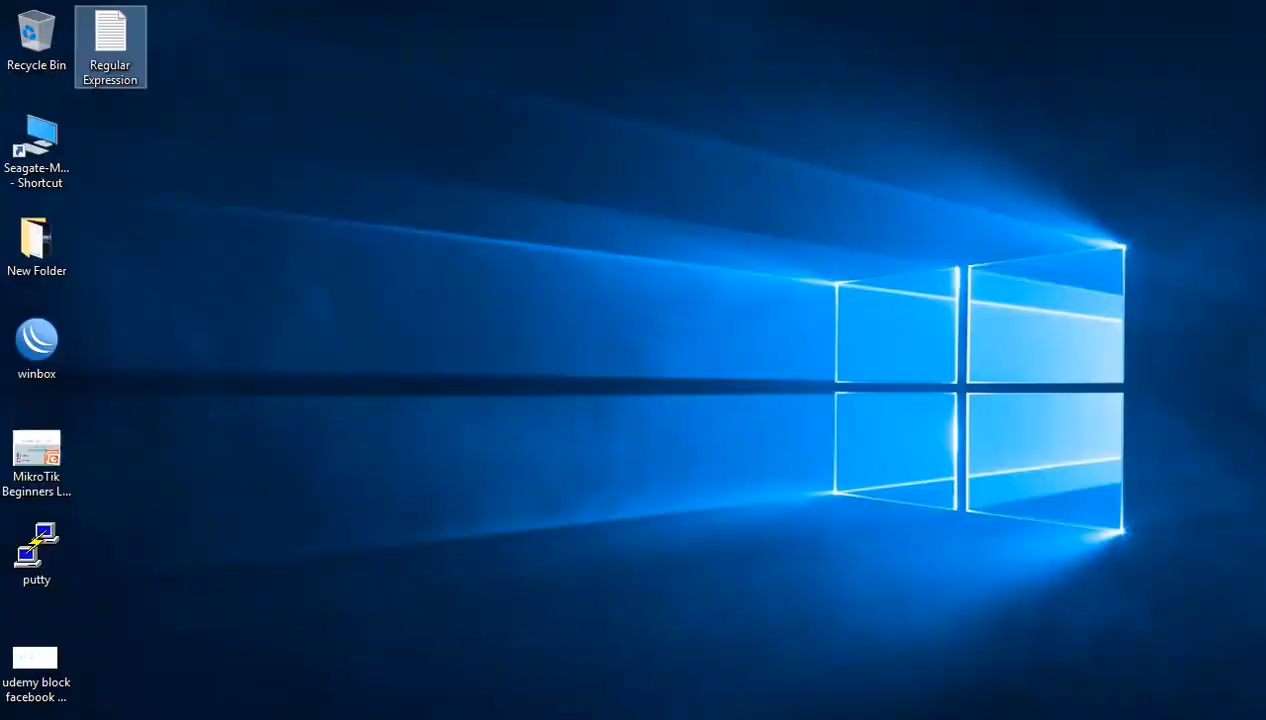 Recycle Bin
Regular
Expression
Seagate-M...
- Shortcut
New Folder
winbox
MikroTik
Beginners L...
putty
udemy block
facebook ...